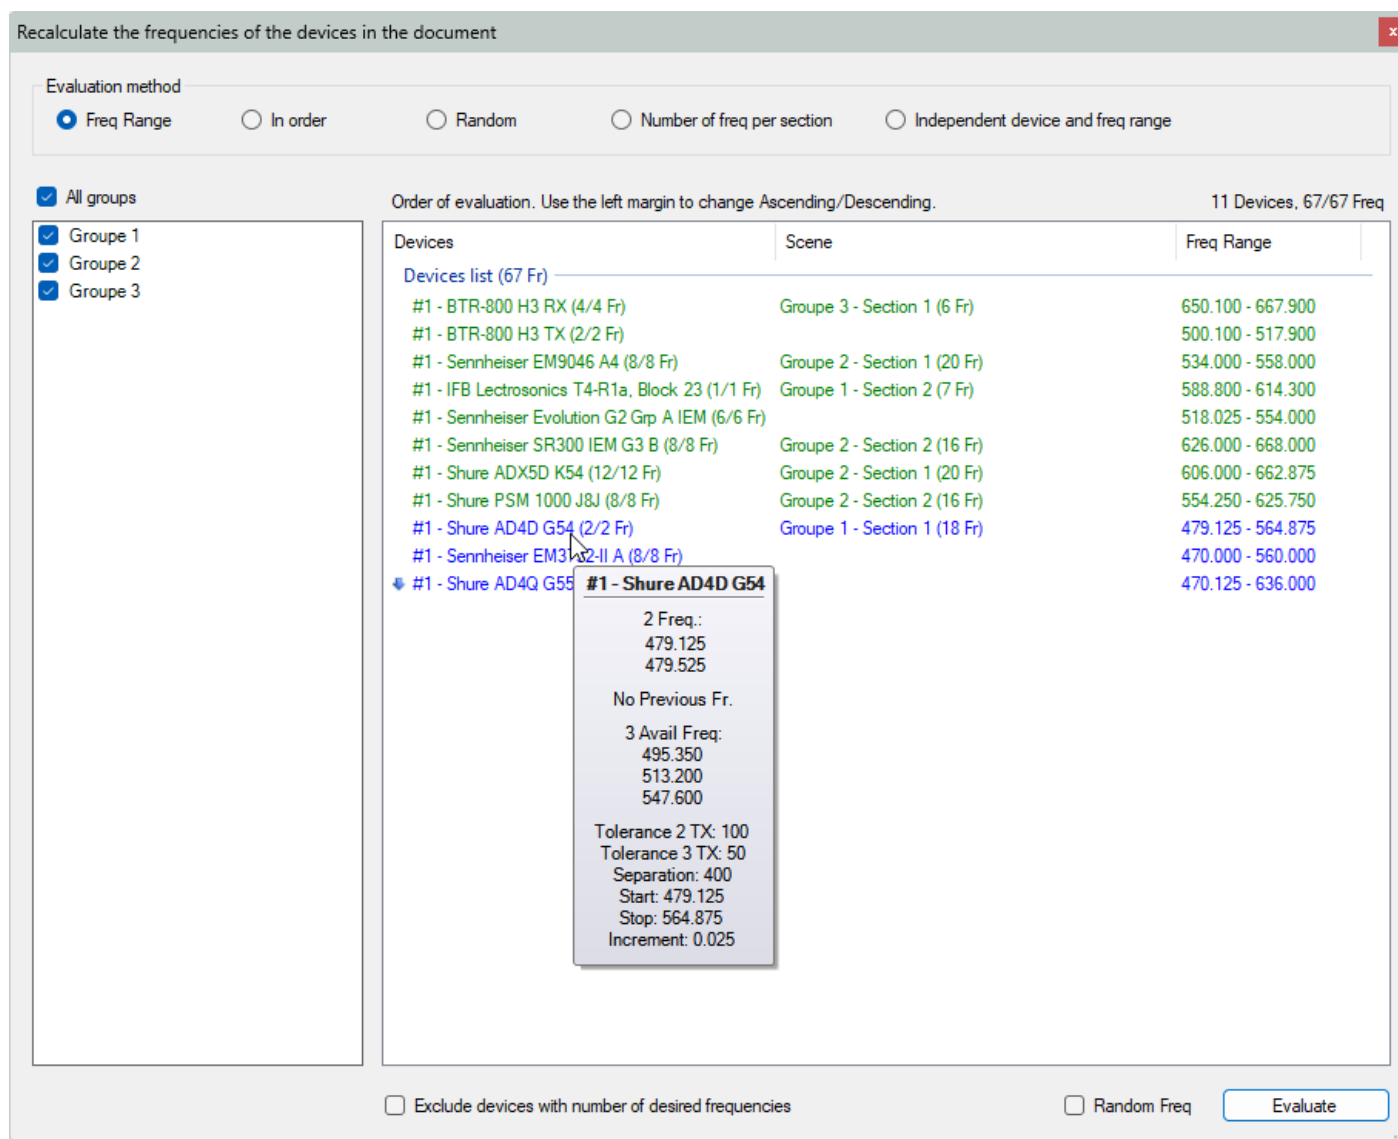 Recalculate the frequencies of the devices in the document
x
Evaluation method
Freq Range In order Random Number of freq per section Independent device and freq range
All groups
Order of evaluation. Use the left margin to change Ascending/Descending. 11 Devices, 67/67 Freq
Groupe 1
Groupe 2
Groupe 3
Devices Scene Freq Range
Devices list (67 Fr)
#1 - BTR-800 H3 RX (4/4 Fr) Groupe 3 - Section 1 (6 Fr) 650.100 - 667.900
#1 - BTR-800 H3 TX (2/2 Fr) 500.100 - 517.900
#1 - Sennheiser EM9046 A4 (8/8 Fr) Groupe 2 - Section 1 (20 Fr) 534.000 - 558.000
#1 - IFB Lectrosonics T4-R1a, Block 23 (1/1 Fr) Groupe 1 - Section 2 (7 Fr) 588.800 - 614.300
#1 - Sennheiser Evolution G2 Grp A IEM (6/6 Fr) 518.025 - 554.000
#1 - Sennheiser SR300 IEM G3 B (8/8 Fr) Groupe 2 - Section 2 (16 Fr) 626.000 - 668.000
#1 - Shure ADX5D K54 (12/12 Fr) Groupe 2 - Section 1 (20 Fr) 606.000 - 662.875
#1 - Shure PSM 1000 J8J (8/8 Fr) Groupe 2 - Section 2 (16 Fr) 554.250 - 625.750
#1 - Shure AD4D G54 (2/2 Fr) Groupe 1 - Section 1 (18 Fr) 479.125 - 564.875
#1 - Sennheiser A (8/8 Fr) 470.000 - 560.000
#1 - Shure AD4Q G55 470.125 - 636.000
#1 - Shure AD4D G54
2 Freq.:
479.125
479.525
No Previous Fr.
3 Avail Freq:
495.350
513.200
547.600
Tolerance 2 TX: 100
Tolerance 3 TX: 50
Separation: 400
Start: 479.125
Stop: 564.875
Increment: 0.025
Exclude devices with number of desired frequencies Random Freq Evaluate